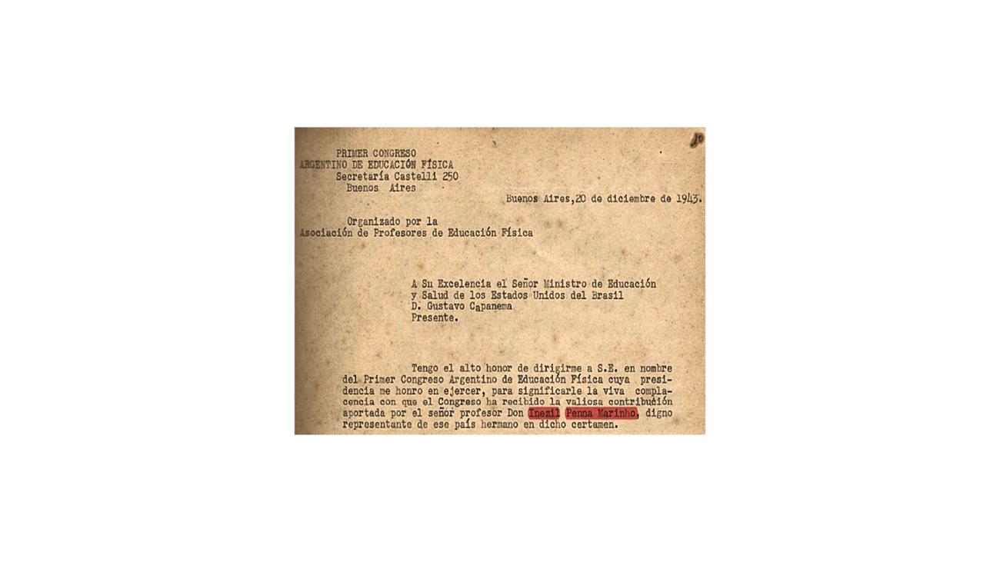 10
PRIMER CONGRESO
ARGENTINO DE EDUCACIÓN FÍSICA
Secretaría Castelli 250
Buenos Aires
Buenos Aires,20 de diciembre de 1943.
Organizado por la
Asociación de Profesores de Educación Física
A Su Excelencia el Señor Ministro de Educación
y Salud de los Estados Unidos del Brasil
D. Gustavo Capanema
Presente.
Tengo el alto honor de dirigirme a S.E. en nombre
del Primer Congreso Argentino de Educación Física cuya presi-
dencia me honro en ejercer, para significarle la viva compla-
cencia con que el Congreso ha recibido la valiosa contribución
aportada por el señor profesor Don Inezil Penna Marinho, digno
representante de ese país hermano en dicho certamen.